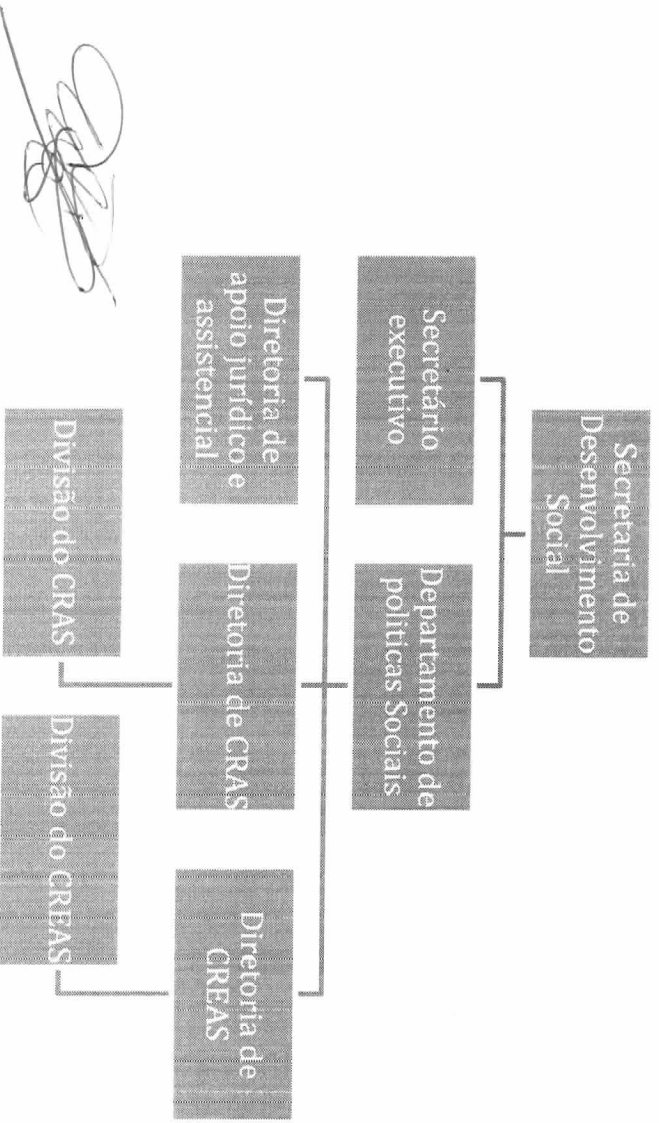 Secretaria de
Desenvolvimento
Social
Secretário
executivo
Departamento de
politicas Sociais
Diretoria de
apoio jurídico e
assistencial
Diretoria de CRAS
Diretoria de
CREAS
Divisão do CRAS
Divisão do CREAS